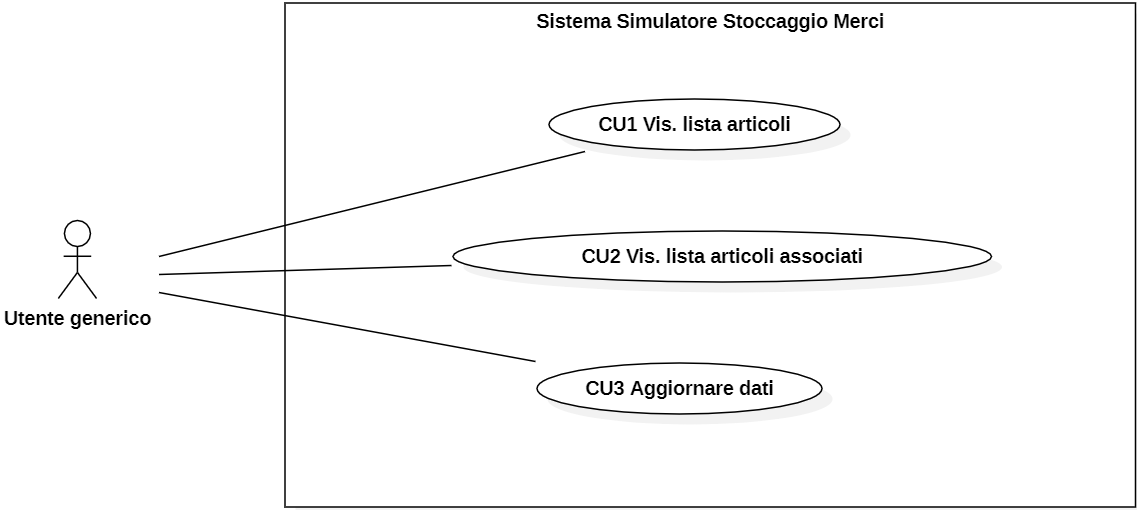 Sistema Simulatore Stoccaggio Merci
CU1 Vis. lista articoli
CU2 Vis. lista articoli associati
Utente generico
CU3 Aggiornare dati